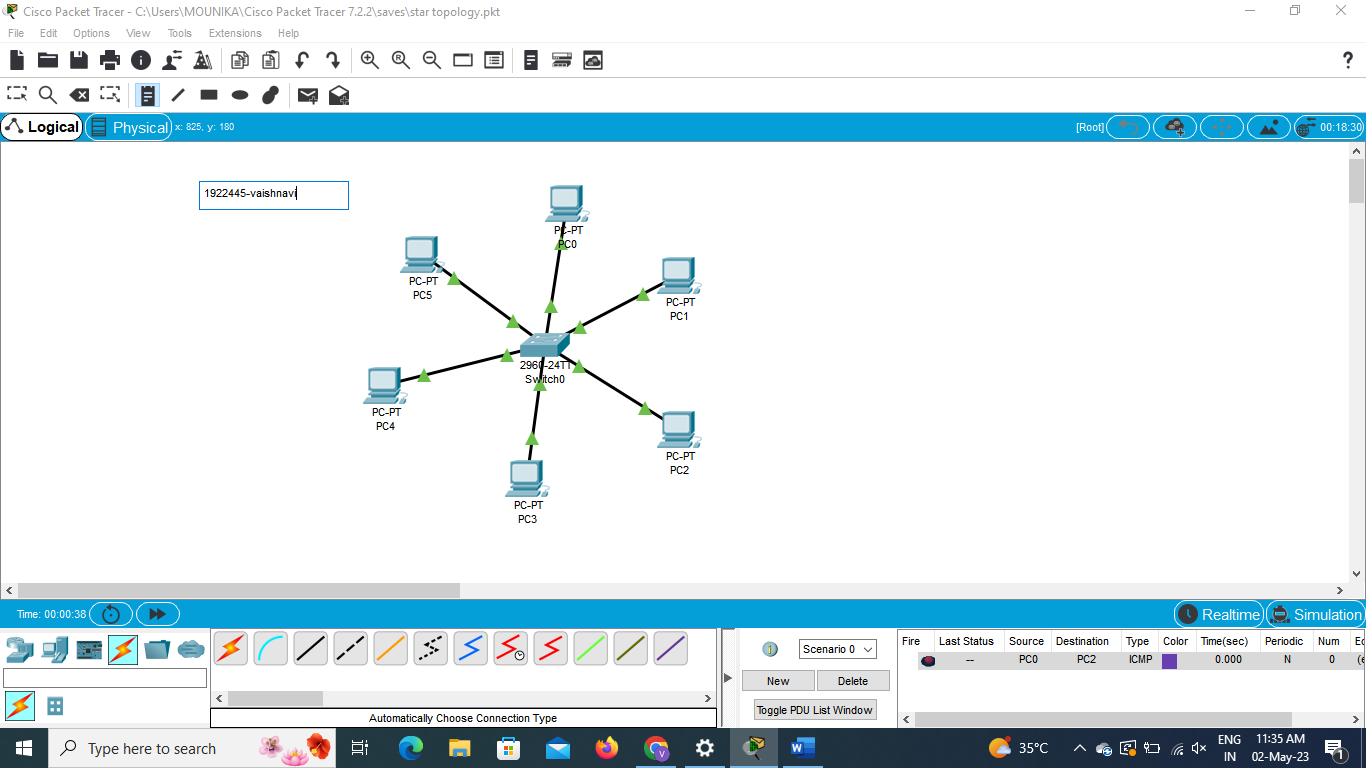 Cisco Packet Tracer - C:\Users\MOUNIKA\Cisco Packet Tracer 7.2.2\saves\star topology.pkt
File Edit Options View Tools Extensions Help
?
Logical Physical x: 825, y: 180 [Root] 00:18:30
1922445-vaishnavi
PC-PT
PC0
PC-PT
PC5
PC-PT
PC1
2960-24TT
Switch0
PC-PT
PC4
PC-PT
PC2
PC-PT
PC3
Time: 00:00:38 Realtime Simulation
Scenario 0
New Delete
Toggle PDU List Window
Fire Last Status Source Destination Type Color Time(sec) Periodic Num
-- PC0 PC2 ICMP 0.000 N 0 (e
Automatically Choose Connection Type
Type here to search
35°C
ENG
IN
11:35 AM
02-May-23
1